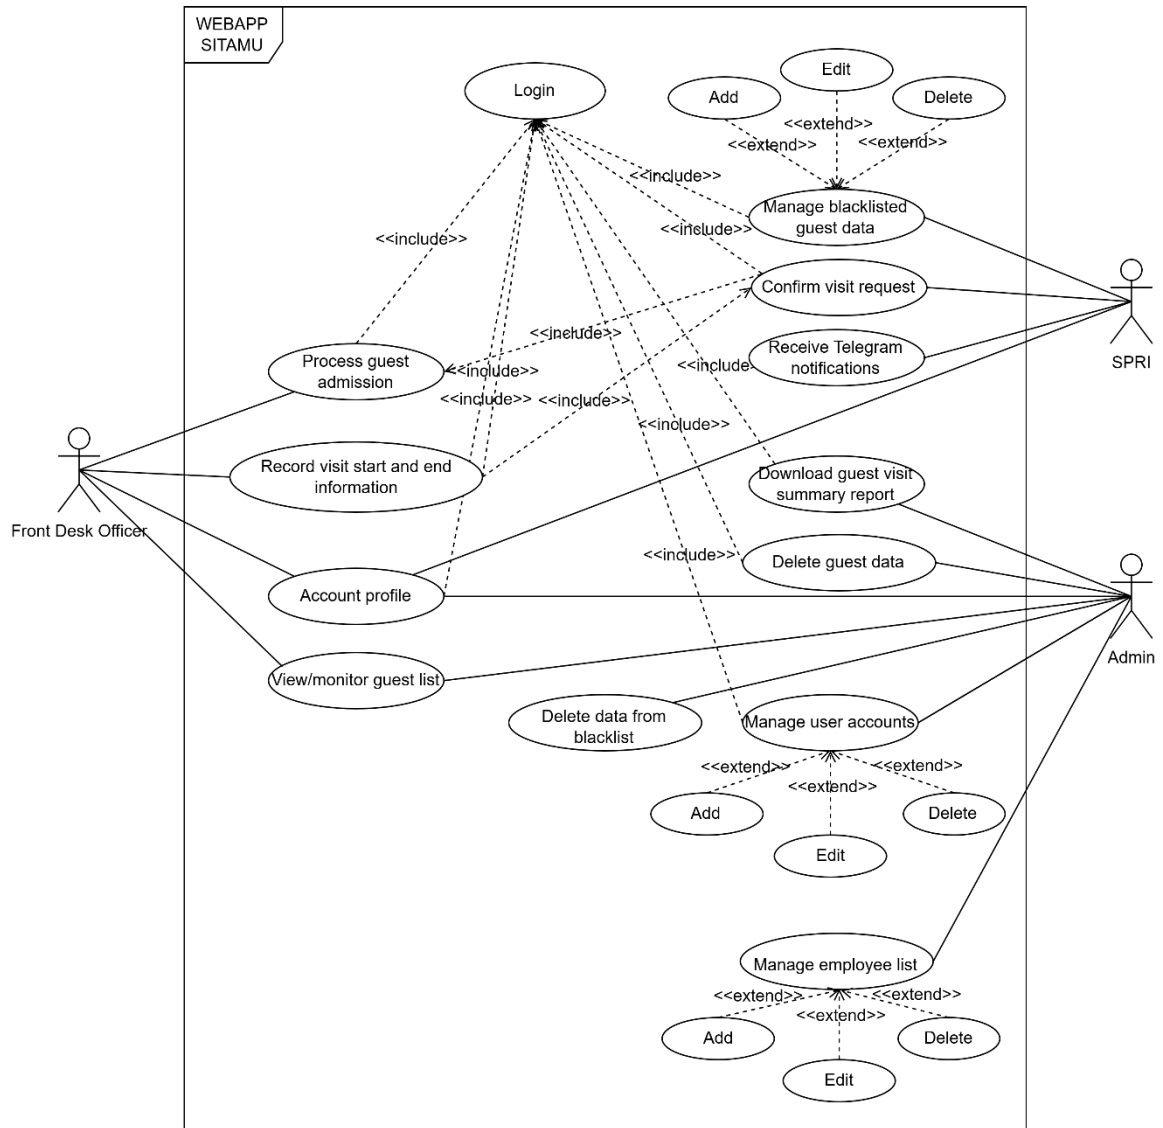 WEBAPP
SITAMU
Login
Edit
Add
Delete
<<extend>>
<<extend>>
<<extend>>
<<include>>
Manage blacklisted
guest data
<<include>>
<<include>>
Confirm visit request
SPRI
<<include>>
Process guest
admission
Receive Telegram
notifications
<<include>>
<<include>>
<<include>>
<<include>>
<<include>>
Front Desk Officer
Record visit start and end
information
Download guest visit
summary report
<<include>>
Delete guest data
Account profile
Admin
View/monitor guest list
Delete data from
blacklist
Manage user accounts
<<extend>>
<<extend>>
<<extend>>
Add
Delete
Edit
Manage employee list
<<extend>>
<<extend>>
<<extend>>
Add
Delete
Edit